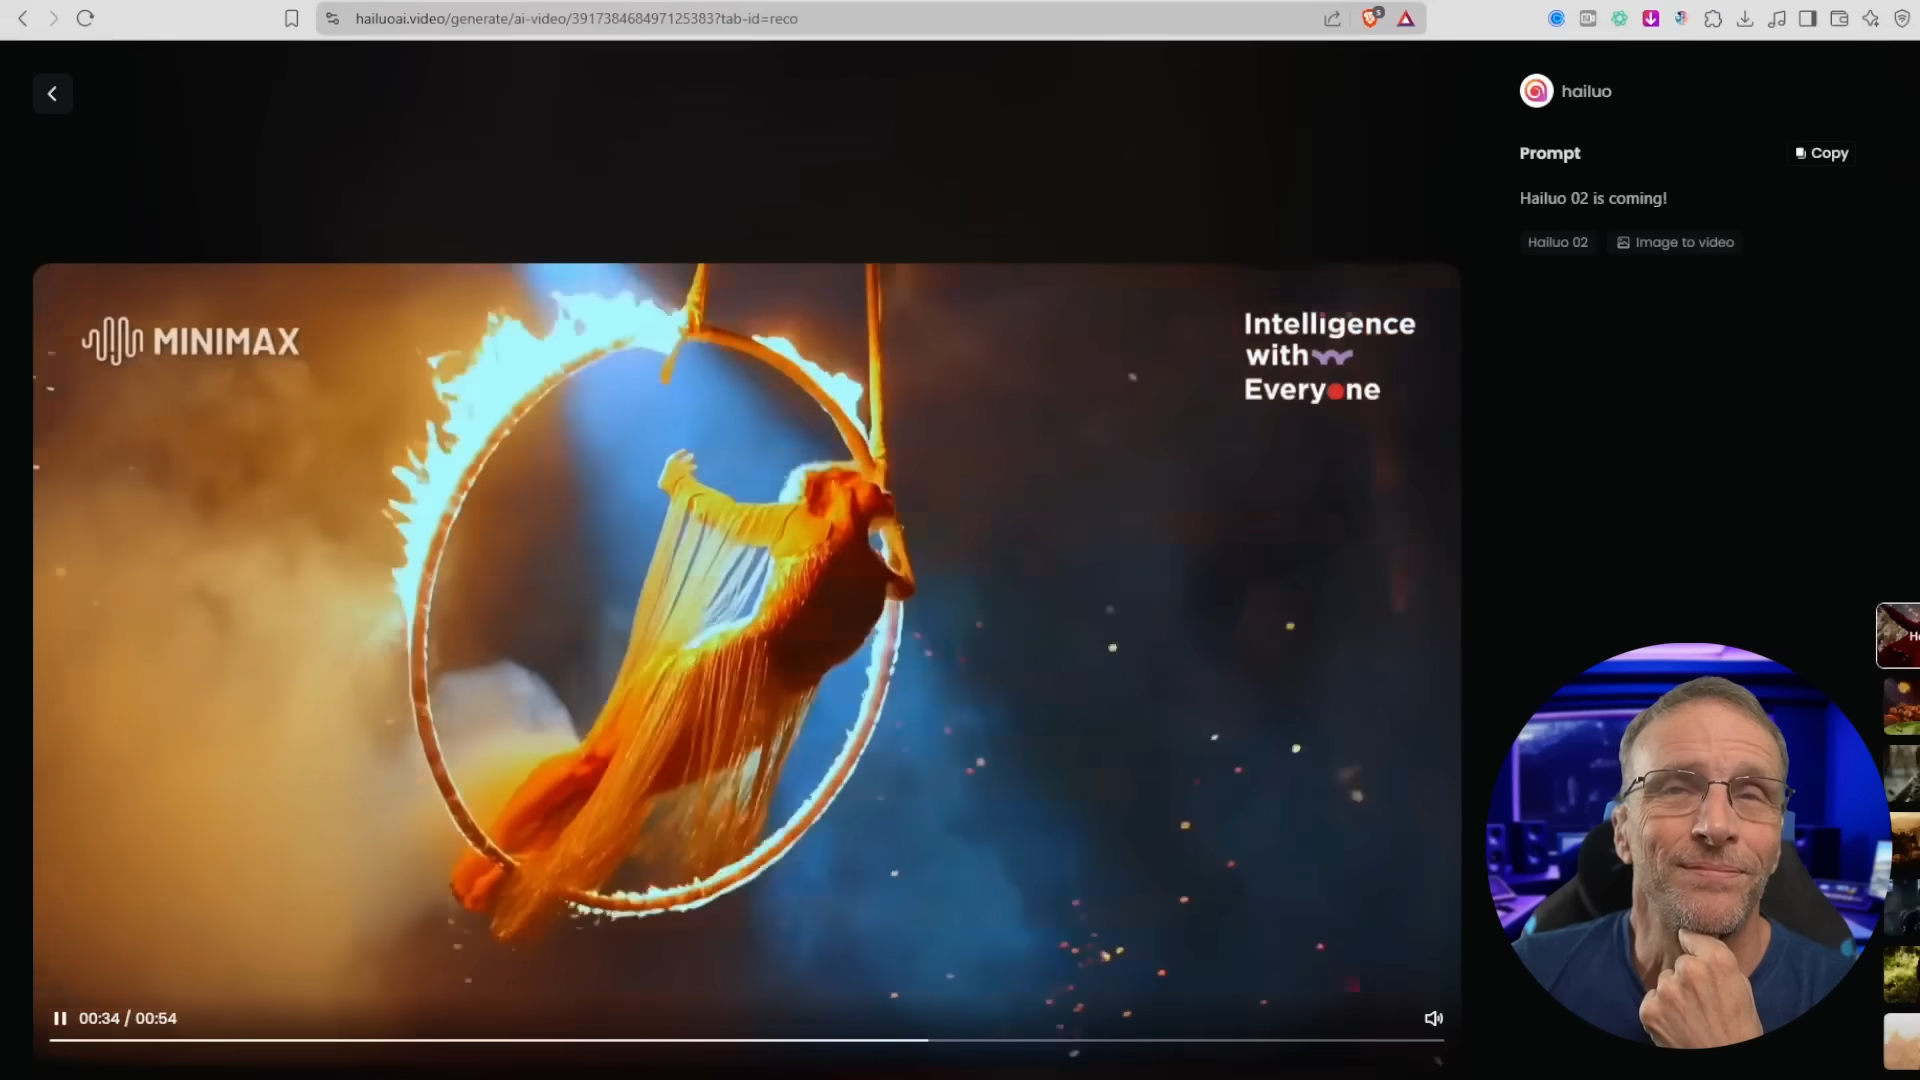 hailuoai.video/generate/ai-video/391738468497125383?tab-id=reco
5
hailuo
Prompt
Copy
Hailuo 02 is coming!
Hailuo 02
Image to video
MINIMAX
Intelligence
with
Everyone
00:34 / 00:54